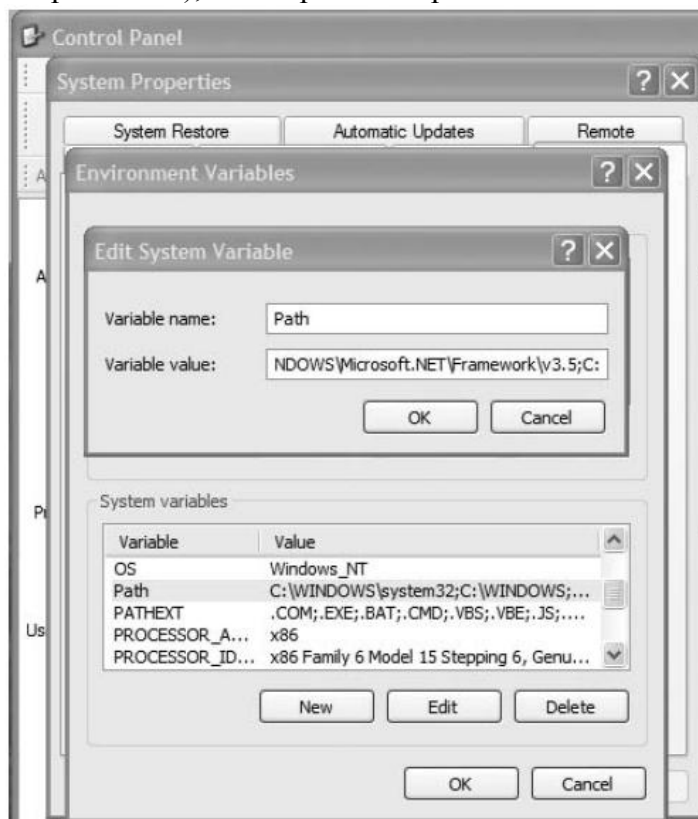 Control Panel
System Properties
System Restore Automatic Updates Remote
A
Environment Variables
Edit System Variable
A
Variable name: Path
Variable value: NDOWS\Microsoft.NET\Framework\v3.5;C:
OK Cancel
System variables
Variable Value
OS Windows_NT
Path C:\WINDOWS\system32;C:\WINDOWS;...
PATHEXT .COM;.EXE;.BAT;.CMD;.VBS;.VBE;.JS;....
PROCESSOR_A... x86
Us
PROCESSOR_ID... x86 Family 6 Model 15 Stepping 6, Genu...
New Edit Delete
OK Cancel